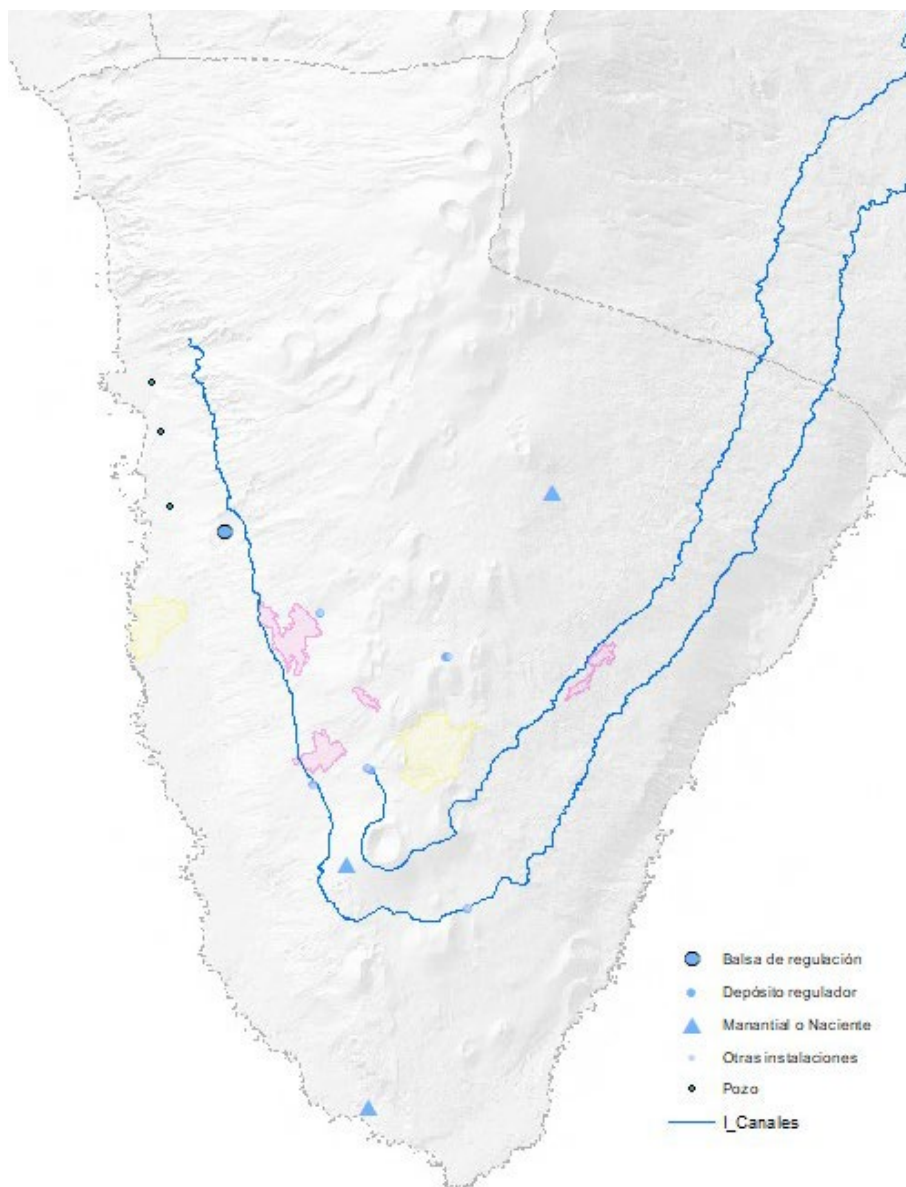 Balsa de regulación
Depósito regulador
Manantial o Naciente
Otras instalaciones
Pozo
I_Canales